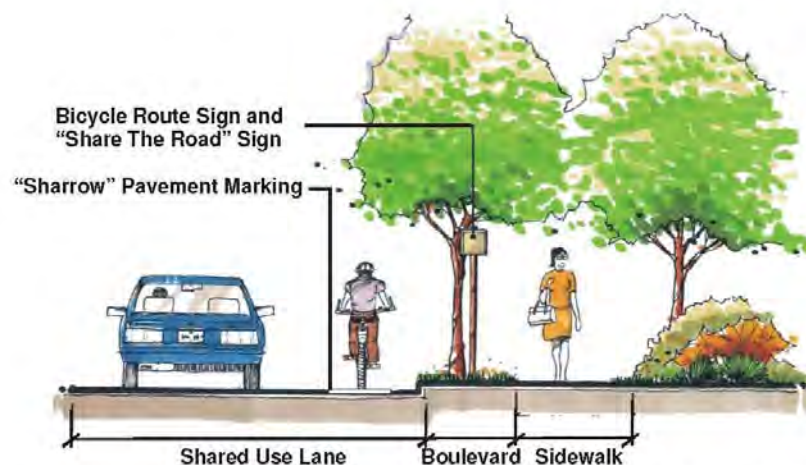 Bicycle Route Sign and
“Share The Road” Sign
“Sharrow” Pavement Marking
Shared Use Lane
Boulevard
Sidewalk